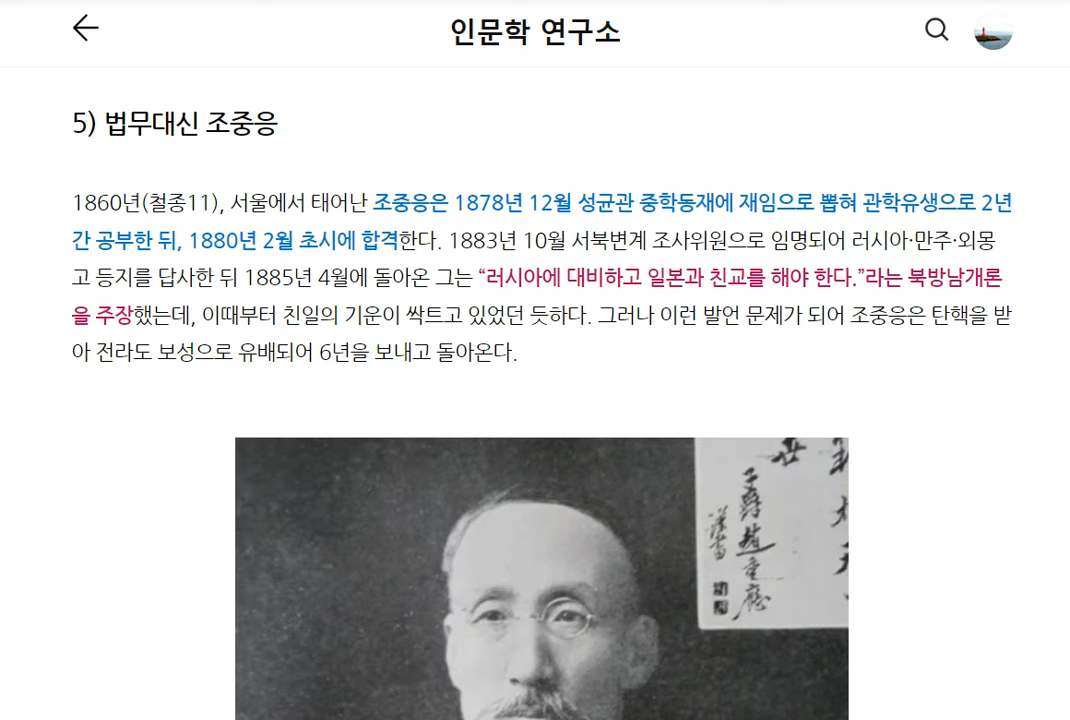 인문학 연구소
5) 법무대신 조중응
1860년(철종11), 서울에서 태어난 조중응은 1878년 12월 성균관 중학동재에 재임으로 뽑혀 관학유생으로 2년
간 공부한 뒤, 1880년 2월 초시에 합격한다. 1883년 10월 서북변계 조사위원으로 임명되어 러시아·만주·외몽
고 등지를 답사한 뒤 1885년 4월에 돌아온 그는 “러시아에 대비하고 일본과 친교를 해야 한다.”라는 북방남개론
을 주장했는데, 이때부터 친일의 기운이 싹트고 있었던 듯하다. 그러나 이런 발언 문제가 되어 조중응은 탄핵을 받
아 전라도 보성으로 유배되어 6년을 보내고 돌아온다.
子爵趙重應